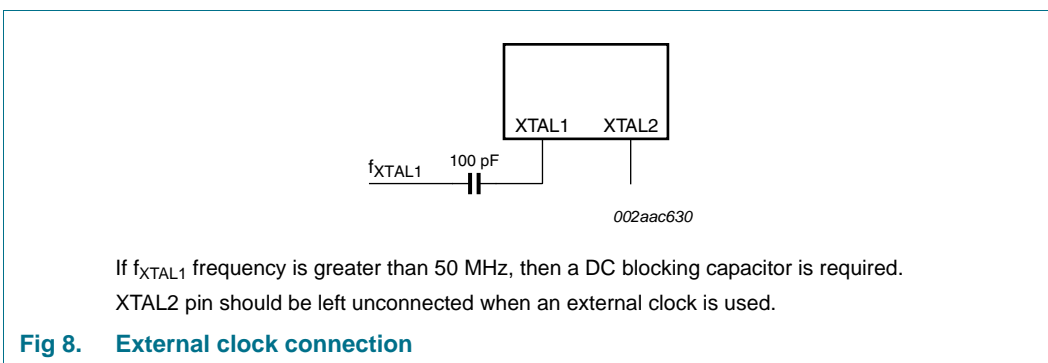 XTAL1 XTAL2
100 pF
fXTAL1
002aac630
If fXTAL1 frequency is greater than 50 MHz, then a DC blocking capacitor is required.
XTAL2 pin should be left unconnected when an external clock is used.
Fig 8. External clock connection